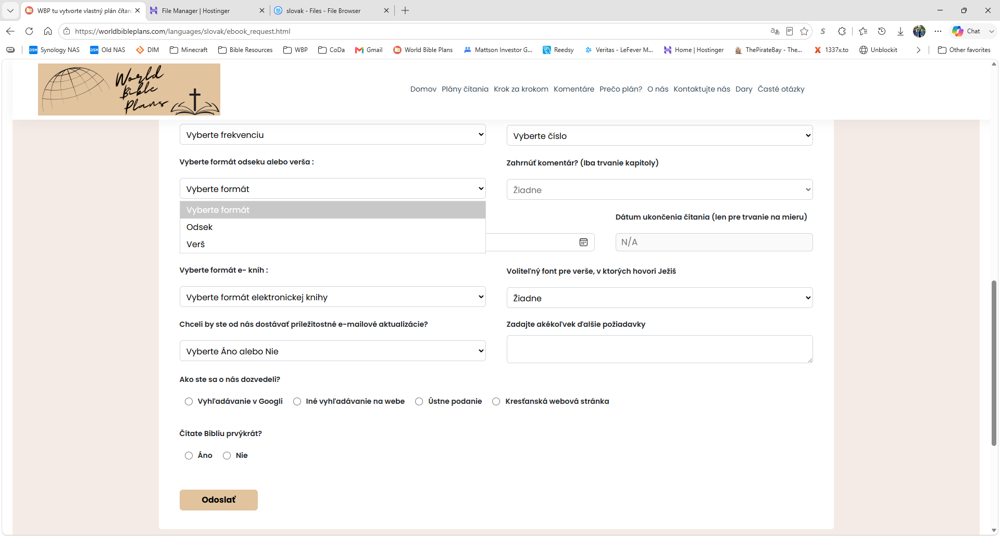 WBP tu vytvorte vlastný plán čítani
File Manager | Hostinger
slovak - Files - File Browser
https://worldbibleplans.com/languages/slovak/ebook_request.html
Chat
Synology NAS
Old NAS
DIM
Minecraft
Bible Resources
WBP
CoDa
Gmail
World Bible Plans
Mattson Investor G...
Reedsy
Veritas - LeFever M...
Home | Hostinger
ThePirateBay - The...
1337x.to
Unblockit
Other favorites
World
Bible
Plans
Domov Plány čítania Krok za krokom Komentáre Prečo plán? O nás Kontaktujte nás Dary Časté otázky
Vyberte frekvenciu
Vyberte číslo
Vyberte formát odseku alebo verša :
Zahrnúť komentár? (Iba trvanie kapitoly)
Vyberte formát
Žiadne
Vyberte formát
Odsek
Verš
Dátum ukončenia čítania (len pre trvanie na mieru)
N/A
Vyberte formát e- kníh :
Voliteľný font pre verše, v ktorých hovorí Ježiš
Vyberte formát elektronickej knihy
Žiadne
Chceli by ste od nás dostávať príležitostné e-mailové aktualizácie?
Zadajte akékoľvek ďalšie požiadavky
Vyberte Áno alebo Nie
Ako ste sa o nás dozvedeli?
Vyhľadávanie v Googli
Iné vyhľadávanie na webe
Ústne podanie
Kresťanská webová stránka
Čítate Bibliu prvýkrát?
Áno
Nie
Odoslať